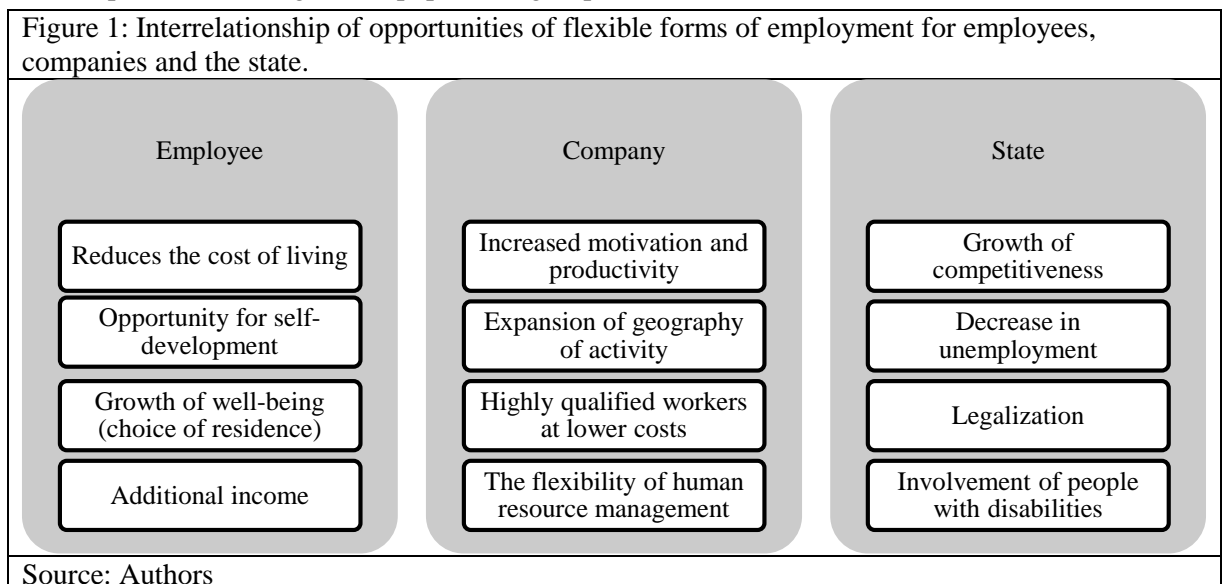 Figure 1: Interrelationship of opportunities of flexible forms of employment for employees,
companies and the state.
Employee
Reduces the cost of living
Opportunity for self-
development
Growth of well-being
(choice of residence)
Additional income
Company
Increased motivation and
productivity
Expansion of geography
of activity
Highly qualified workers
at lower costs
The flexibility of human
resource management
State
Growth of
competitiveness
Decrease in
unemployment
Legalization
Involvement of people
with disabilities
Source: Authors